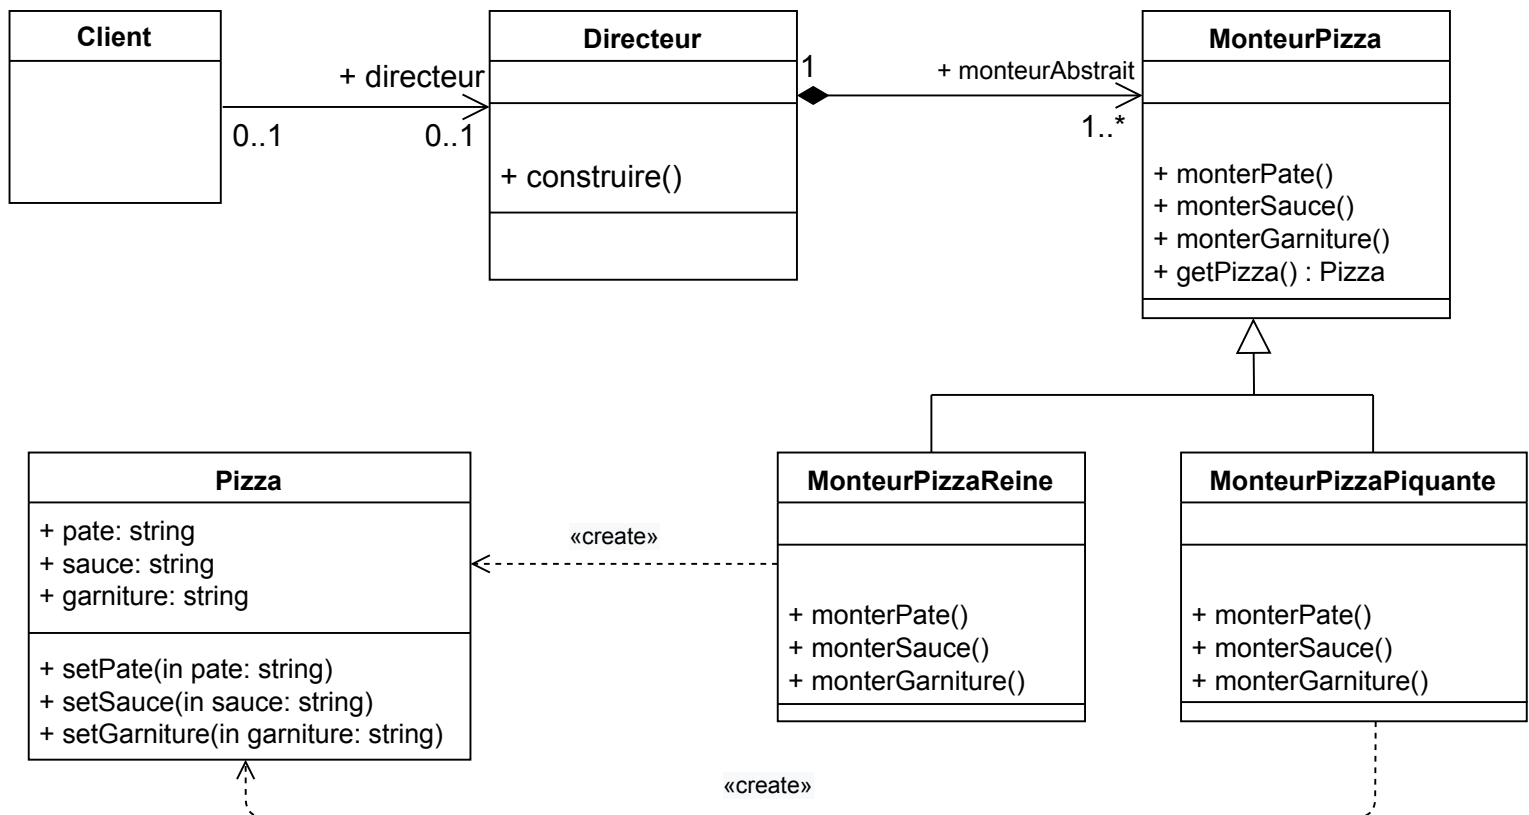 Client
+ directeur
0..1
0..1
Directeur
+ construire()
1
+ monteurAbstrait
1..*
MonteurPizza
+ monterPate()
+ monterSauce()
+ monterGarniture()
+ getPizza() : Pizza
Pizza
+ pate: string
+ sauce: string
+ garniture: string
+ setPate(in pate: string)
+ setSauce(in sauce: string)
+ setGarniture(in garniture: string)
«create»
MonteurPizzaReine
+ monterPate()
+ monterSauce()
+ monterGarniture()
MonteurPizzaPiquante
+ monterPate()
+ monterSauce()
+ monterGarniture()
«create»